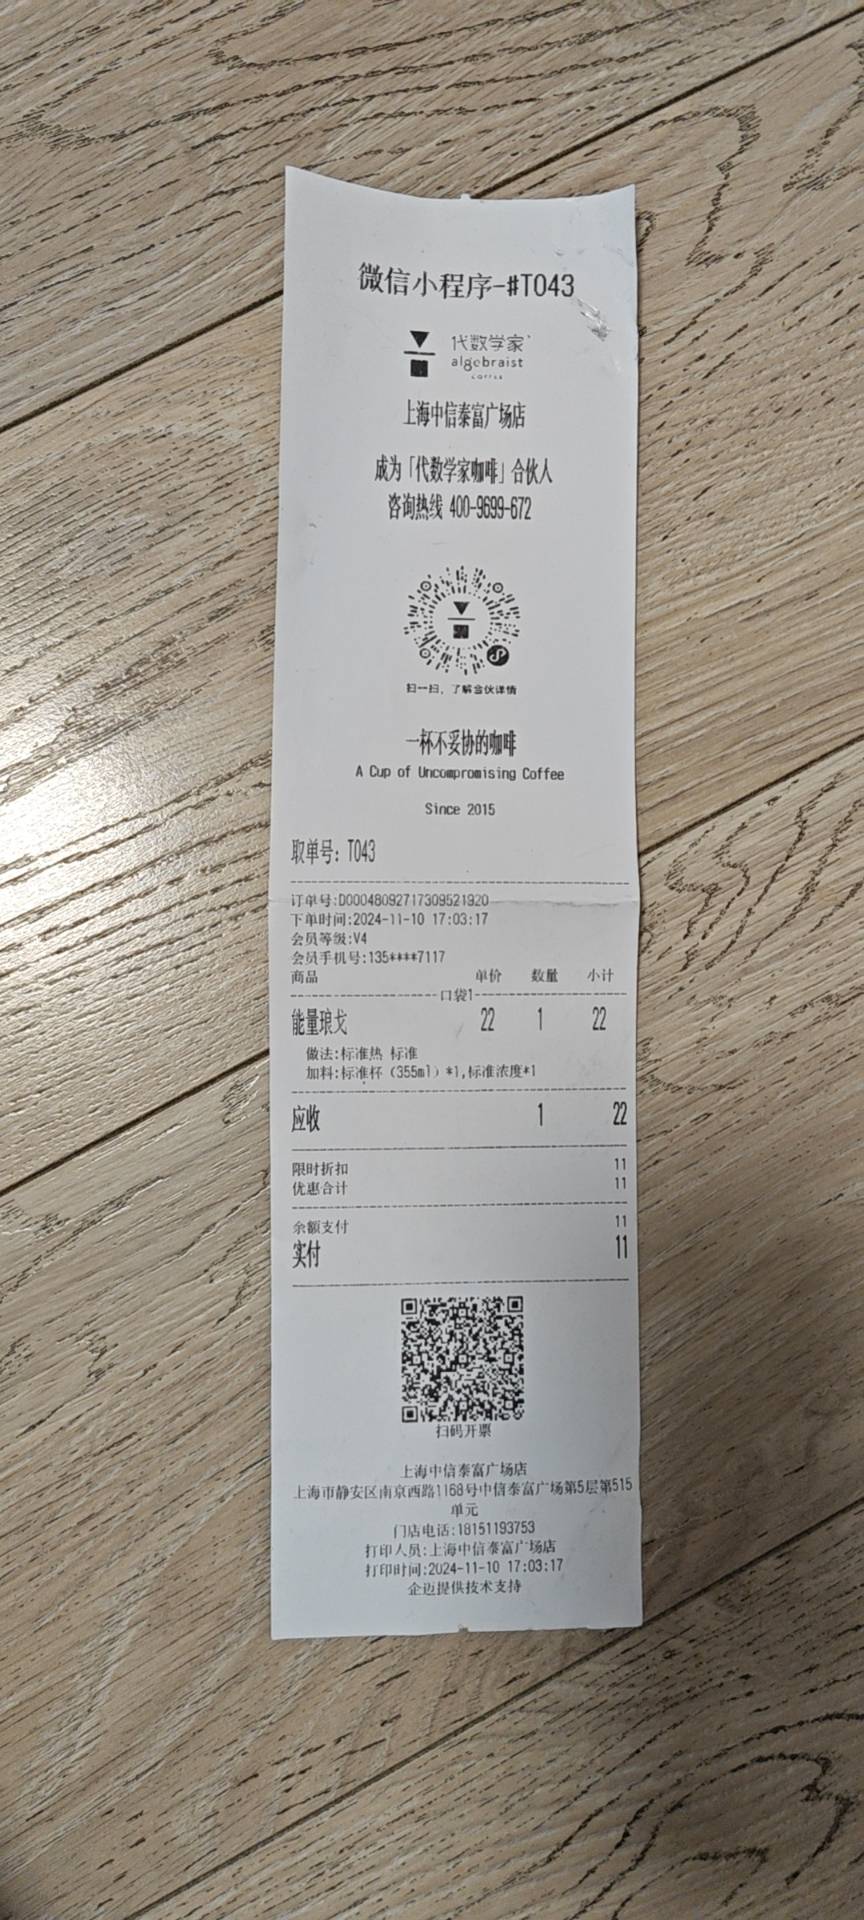 微信小程序-#T043
代数学家
algebraist
COFFEE
上海中信泰富广场店
成为「代数学家咖啡」合伙人
咨询热线 400-9699-672
扫一扫, 了解合伙详情
一杯不妥协的咖啡
A Cup of Uncompromising Coffee
Since 2015
取单号: T043
订单号:D00048092717309521920
下单时间:2024-11-10 17:03:17
会员等级:V4
会员手机号:135****7117
商品 单价 数量 小计
口袋1
能量琅戈 22 1 22
做法:标准热 标准
加料:标准杯（355ml）*1,标准浓度*1
应收 1 22
限时折扣 11
优惠合计 11
余额支付 11
实付 11
扫码开票
上海中信泰富广场店
上海市静安区南京西路1168号中信泰富广场第5层第515
单元
门店电话:18151193753
打印人员:上海中信泰富广场店
打印时间:2024-11-10 17:03:17
企迈提供技术支持